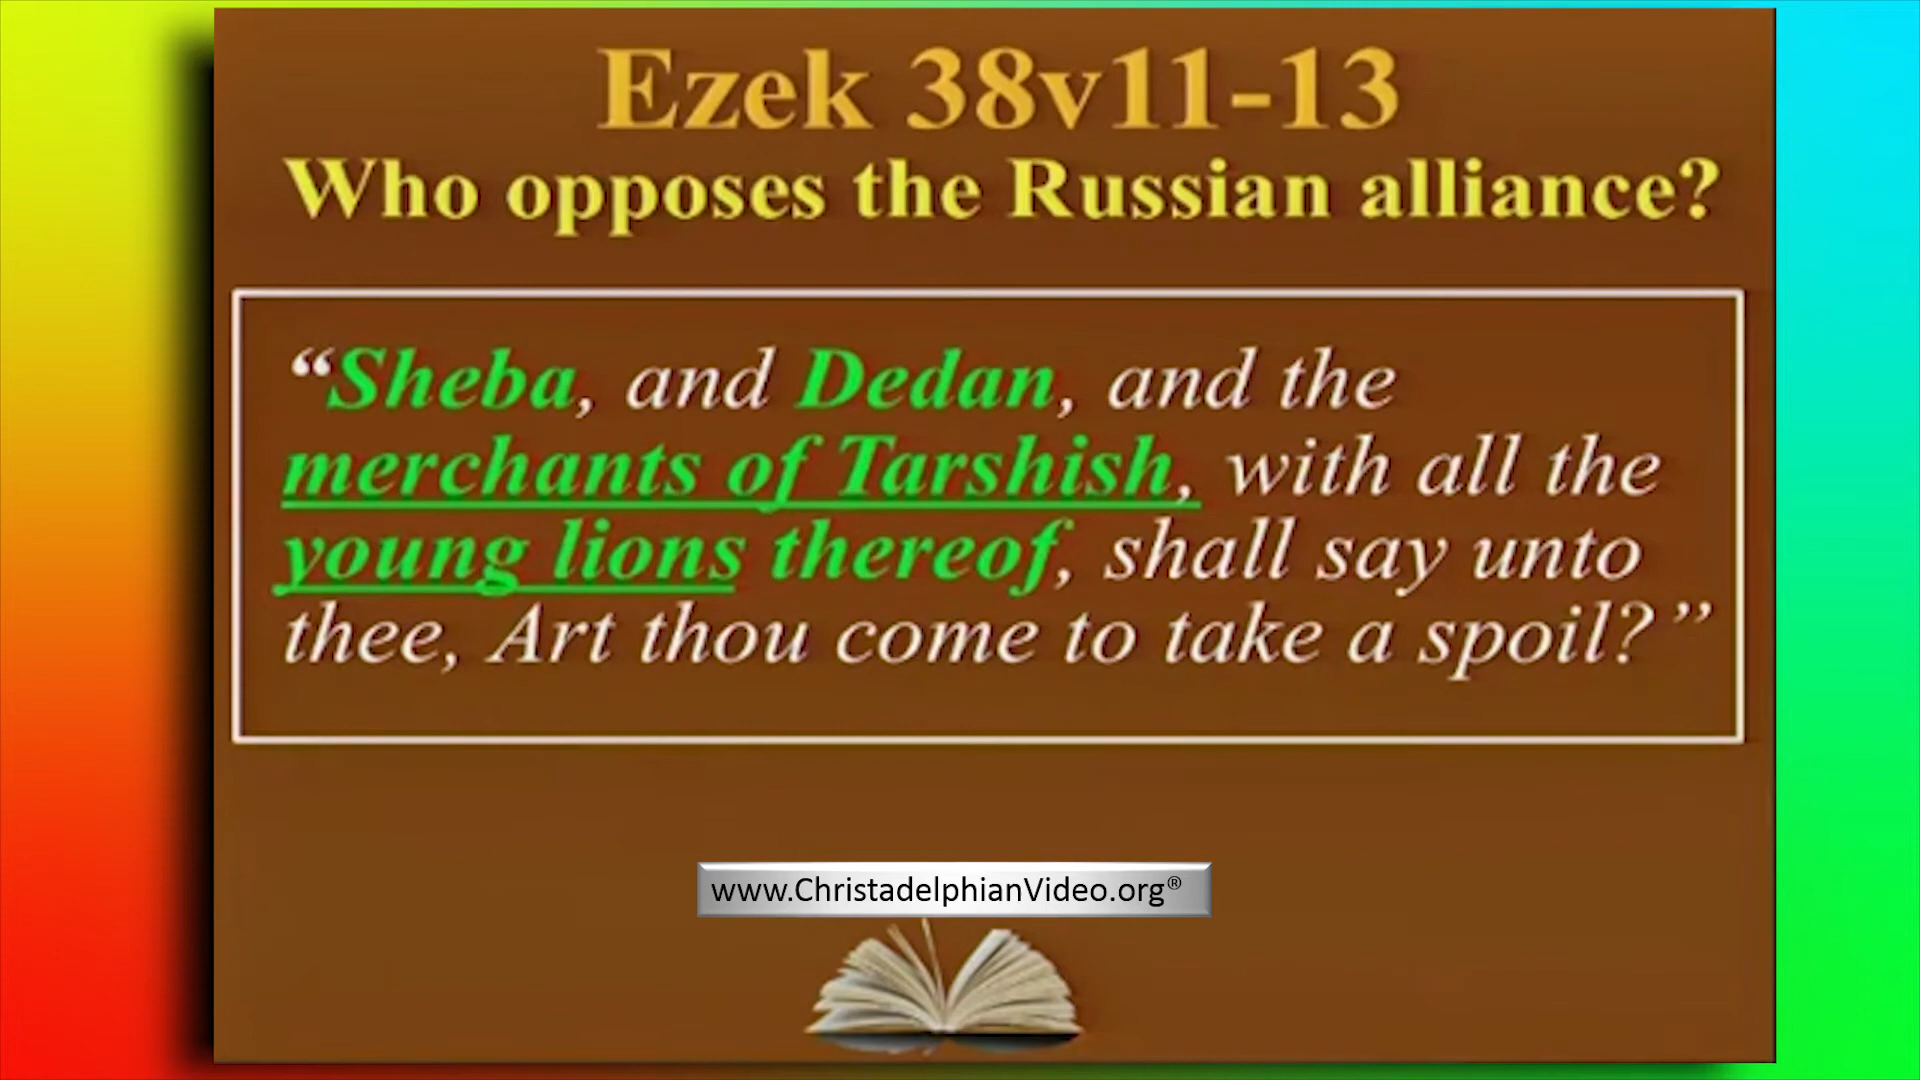 Ezek 38v11-13
Who opposes the Russian alliance?
“Sheba, and Dedan, and the
merchants of Tarshish, with all the
young lions thereof, shall say unto
thee, Art thou come to take a spoil?”
www.ChristadelphianVideo.org®